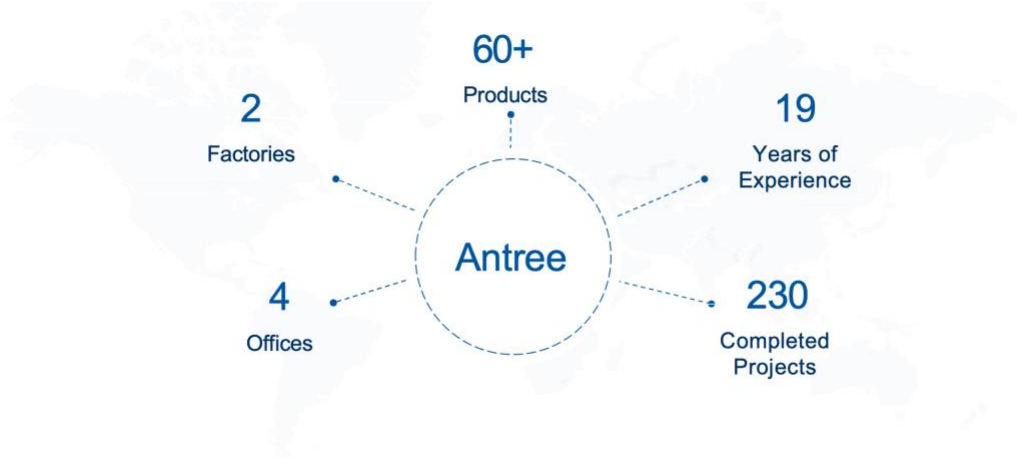 60+
Products
2
Factories
19
Years of
Experience
Antree
4
Offices
230
Completed
Projects